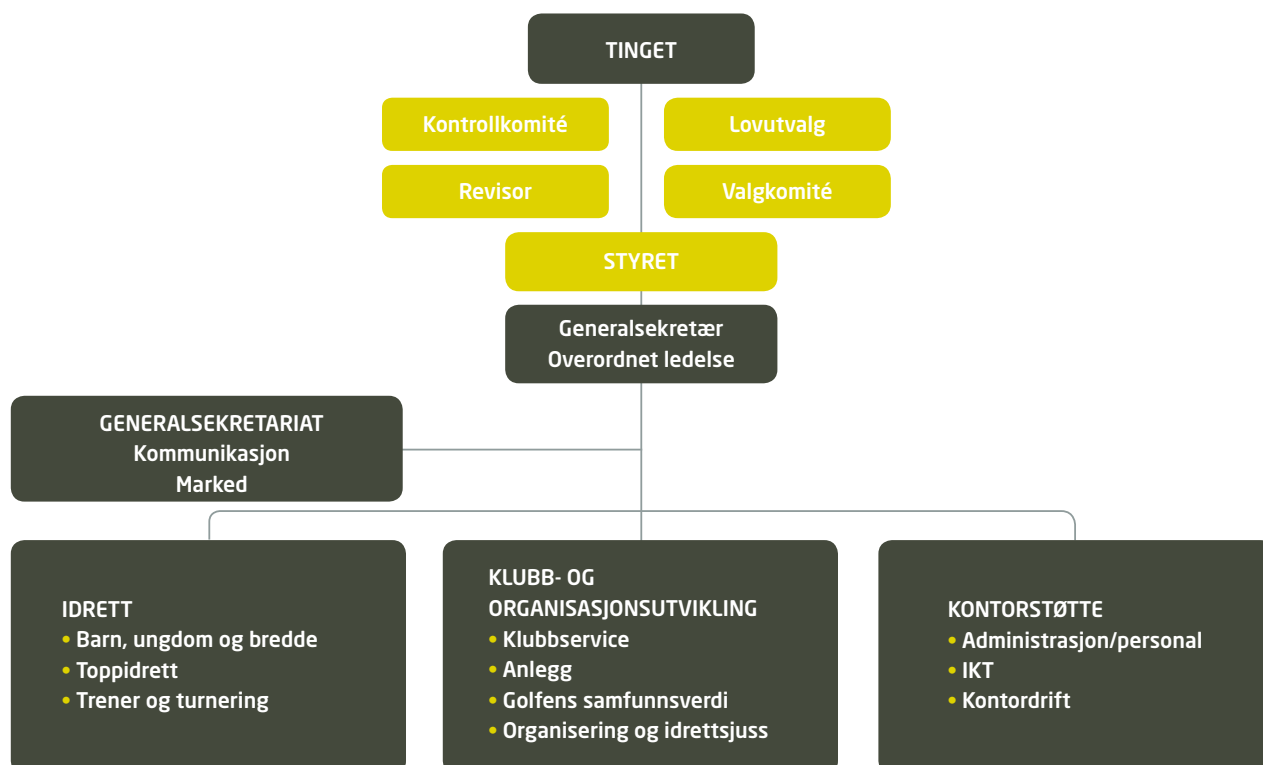 TINGET
Kontrollkomité
Lovutvalg
Revisor
Valgkomité
STYRET
Generalsekretær
Overordnet ledelse
GENERALSEKRETARIAT
Kommunikasjon
Marked
IDRETT
• Barn, ungdom og bredde
• Toppidrett
• Trener og turnering
KLUBB- OG
ORGANISASJONSUTVIKLING
• Klubbservice
• Anlegg
• Golfens samfunnsverdi
• Organisering og idrettsjuss
KONTORSTØTTE
• Administrasjon/personal
• IKT
• Kontordrift